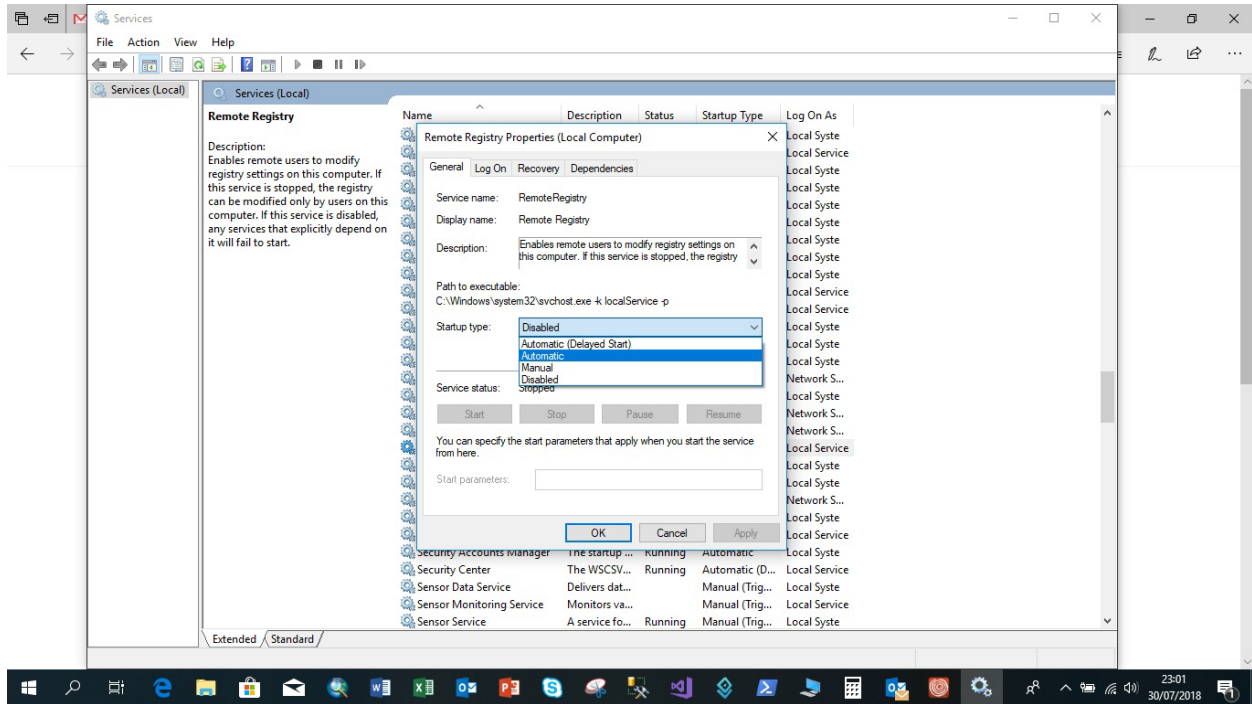 Services
File Action View Help
Services (Local)
Services (Local)
Remote Registry
Description:
Enables remote users to modify
registry settings on this computer. If
this service is stopped, the registry
can be modified only by users on this
computer. If this service is disabled,
any services that explicitly depend on
it will fail to start.
Name Description Status Startup Type Log On As
Local Syste
Local Service
Local Syste
Local Syste
Local Syste
Local Syste
Local Syste
Local Syste
Local Syste
Local Service
Local Service
Local Syste
Local Syste
Local Syste
Network S...
Local Syste
Network S...
Network S...
Local Service
Local Syste
Local Syste
Network S...
Local Syste
Local Service
Security Accounts Manager The startup ... Running Automatic Local Syste
Security Center The WSCSV... Running Automatic (D... Local Service
Sensor Data Service Delivers dat... Manual (Trig... Local Syste
Sensor Monitoring Service Monitors va... Manual (Trig... Local Service
Sensor Service A service fo... Running Manual (Trig... Local Syste
Remote Registry Properties (Local Computer)
General Log On Recovery Dependencies
Service name: RemoteRegistry
Display name: Remote Registry
Description: Enables remote users to modify registry settings on
this computer. If this service is stopped, the registry
Path to executable:
C:\Windows\system32\svchost.exe -k localService -p
Startup type: Disabled
Automatic (Delayed Start)
Automatic
Manual
Disabled
Service status: Stopped
Start Stop Pause Resume
You can specify the start parameters that apply when you start the service
from here.
Start parameters:
OK Cancel Apply
Extended Standard
23:01
30/07/2018